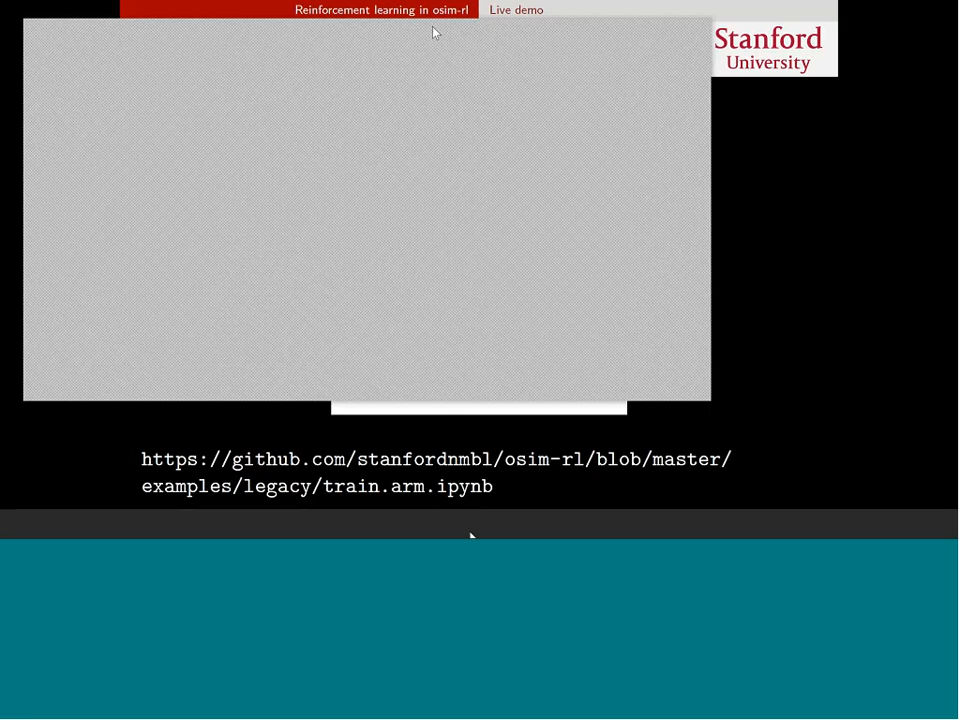 Reinforcement learning in osim-rl Live demo
Stanford
University
https://github.com/stanfordnmbl/osim-rl/blob/master/
examples/legacy/train.arm.ipynb